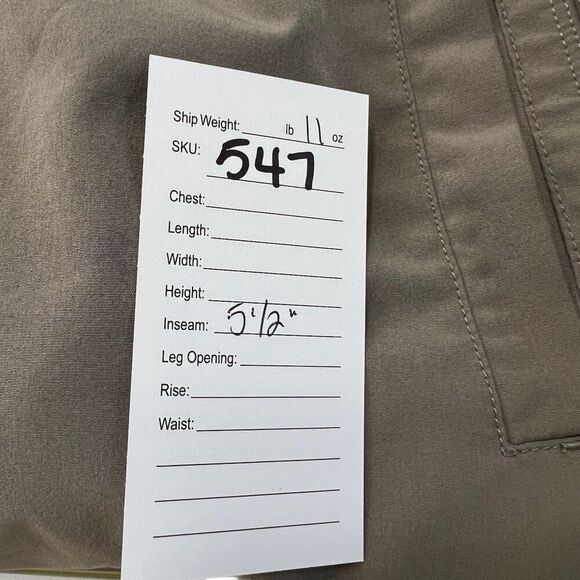 Ship Weight: lb 11 oz
SKU: 547
Chest:
Length:
Width:
Height:
Inseam: 5 1/2"
Leg Opening:
Rise:
Waist: